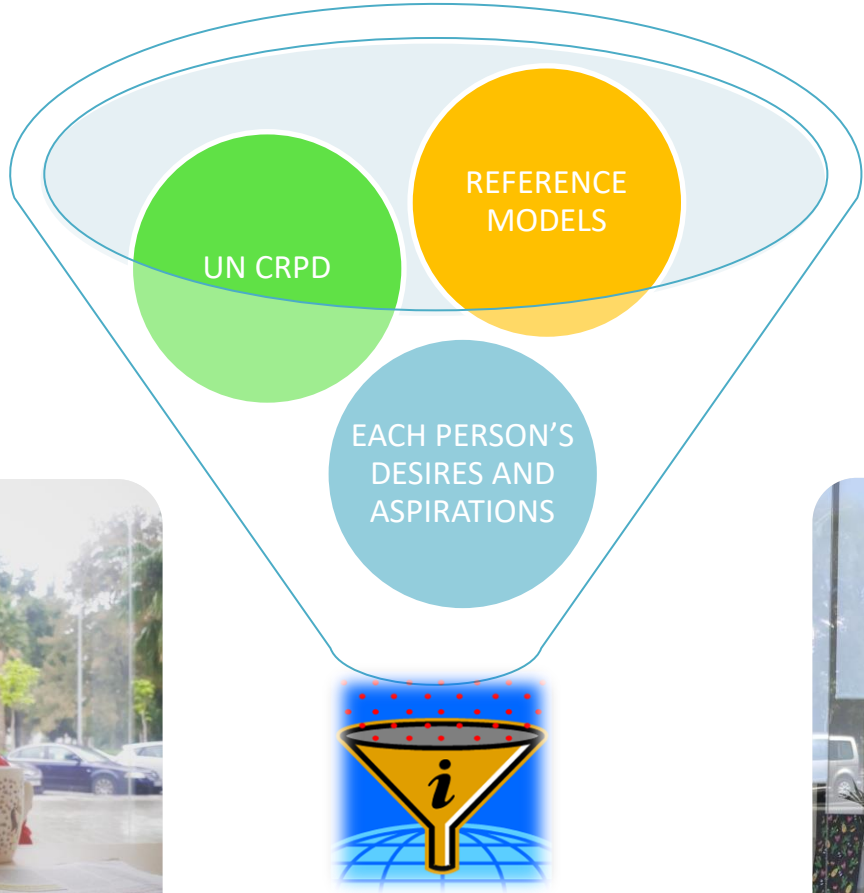 REFERENCE
MODELS
UN CRPD
EACH PERSON’S
DESIRES AND
ASPIRATIONS
i